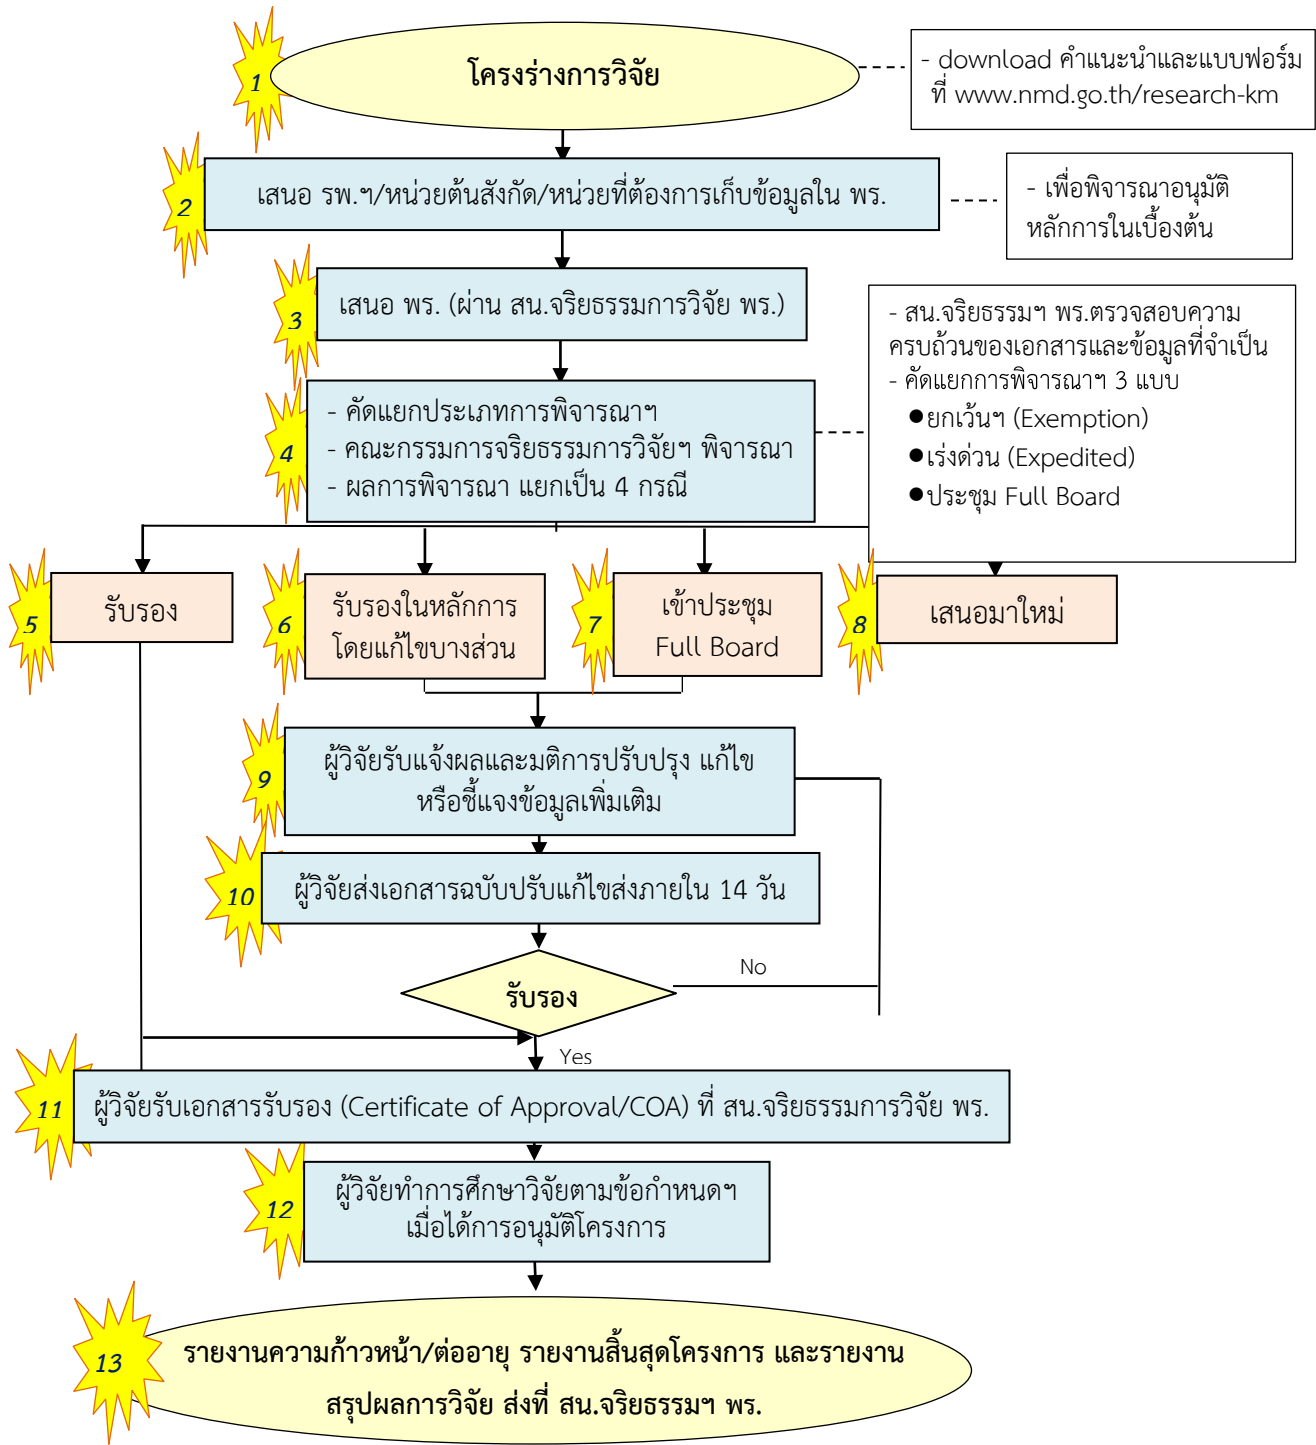 1
โครงร่างการวิจัย
- download คำแนะนำและแบบฟอร์ม
ที่ www.nmd.go.th/research-km
2
เสนอ รพ.ฯ/หน่วยต้นสังกัด/หน่วยที่ต้องการเก็บข้อมูลใน พร.
- เพื่อพิจารณาอนุมัติ
หลักการในเบื้องต้น
3
เสนอ พร. (ผ่าน สน.จริยธรรมการวิจัย พร.)
4
- คัดแยกประเภทการพิจารณาฯ
- คณะกรรมการจริยธรรมการวิจัยฯ พิจารณา
- ผลการพิจารณา แยกเป็น 4 กรณี
- สน.จริยธรรมฯ พร.ตรวจสอบความ
ครบถ้วนของเอกสารและข้อมูลที่จำเป็น
- คัดแยกการพิจารณาฯ 3 แบบ
●ยกเว้นฯ (Exemption)
●เร่งด่วน (Expedited)
●ประชุม Full Board
5
รับรอง
6
รับรองในหลักการ
โดยแก้ไขบางส่วน
7
เข้าประชุม
Full Board
8
เสนอมาใหม่
9
ผู้วิจัยรับแจ้งผลและมติการปรับปรุง แก้ไข
หรือชี้แจงข้อมูลเพิ่มเติม
10
ผู้วิจัยส่งเอกสารฉบับปรับแก้ไขส่งภายใน 14 วัน
รับรอง
No
Yes
11
ผู้วิจัยรับเอกสารรับรอง (Certificate of Approval/COA) ที่ สน.จริยธรรมการวิจัย พร.
12
ผู้วิจัยทำการศึกษาวิจัยตามข้อกำหนดฯ
เมื่อได้การอนุมัติโครงการ
13
รายงานความก้าวหน้า/ต่ออายุ รายงานสิ้นสุดโครงการ และรายงาน
สรุปผลการวิจัย ส่งที่ สน.จริยธรรมฯ พร.